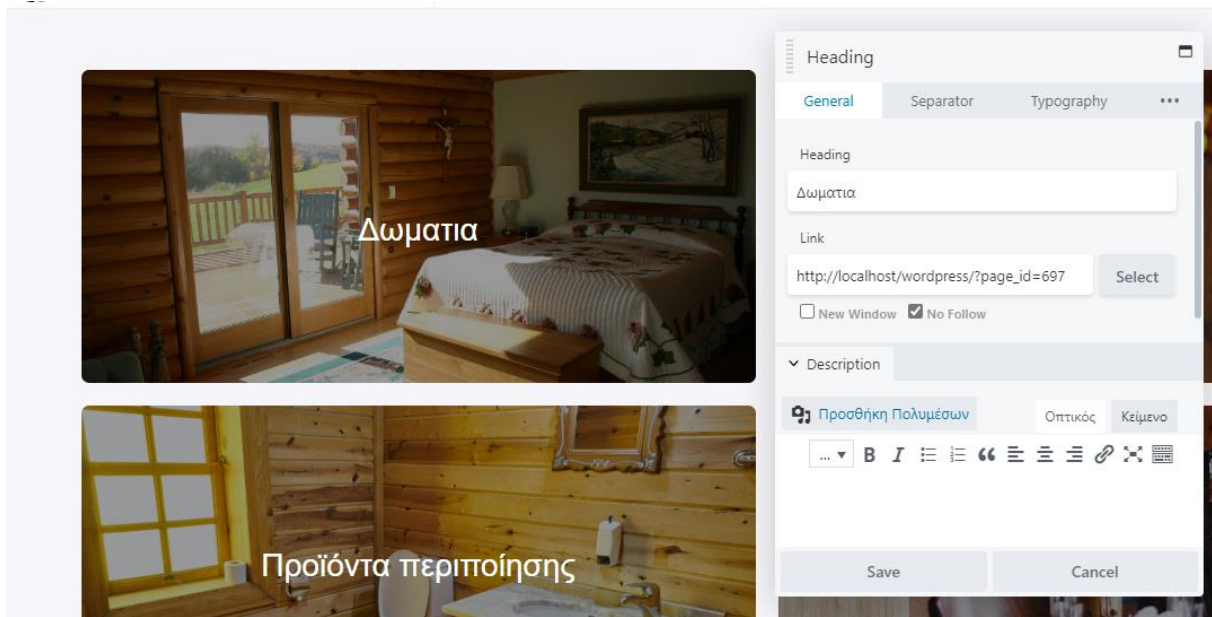 Δωματια
Προϊόντα περιποίησης
Heading
General Separator Typography
Heading
Δωματια
Link
http://localhost/wordpress/?page_id=697 Select
New Window No Follow
Description
Προσθήκη Πολυμέσων Οπτικός Κείμενο
... B I
Save Cancel